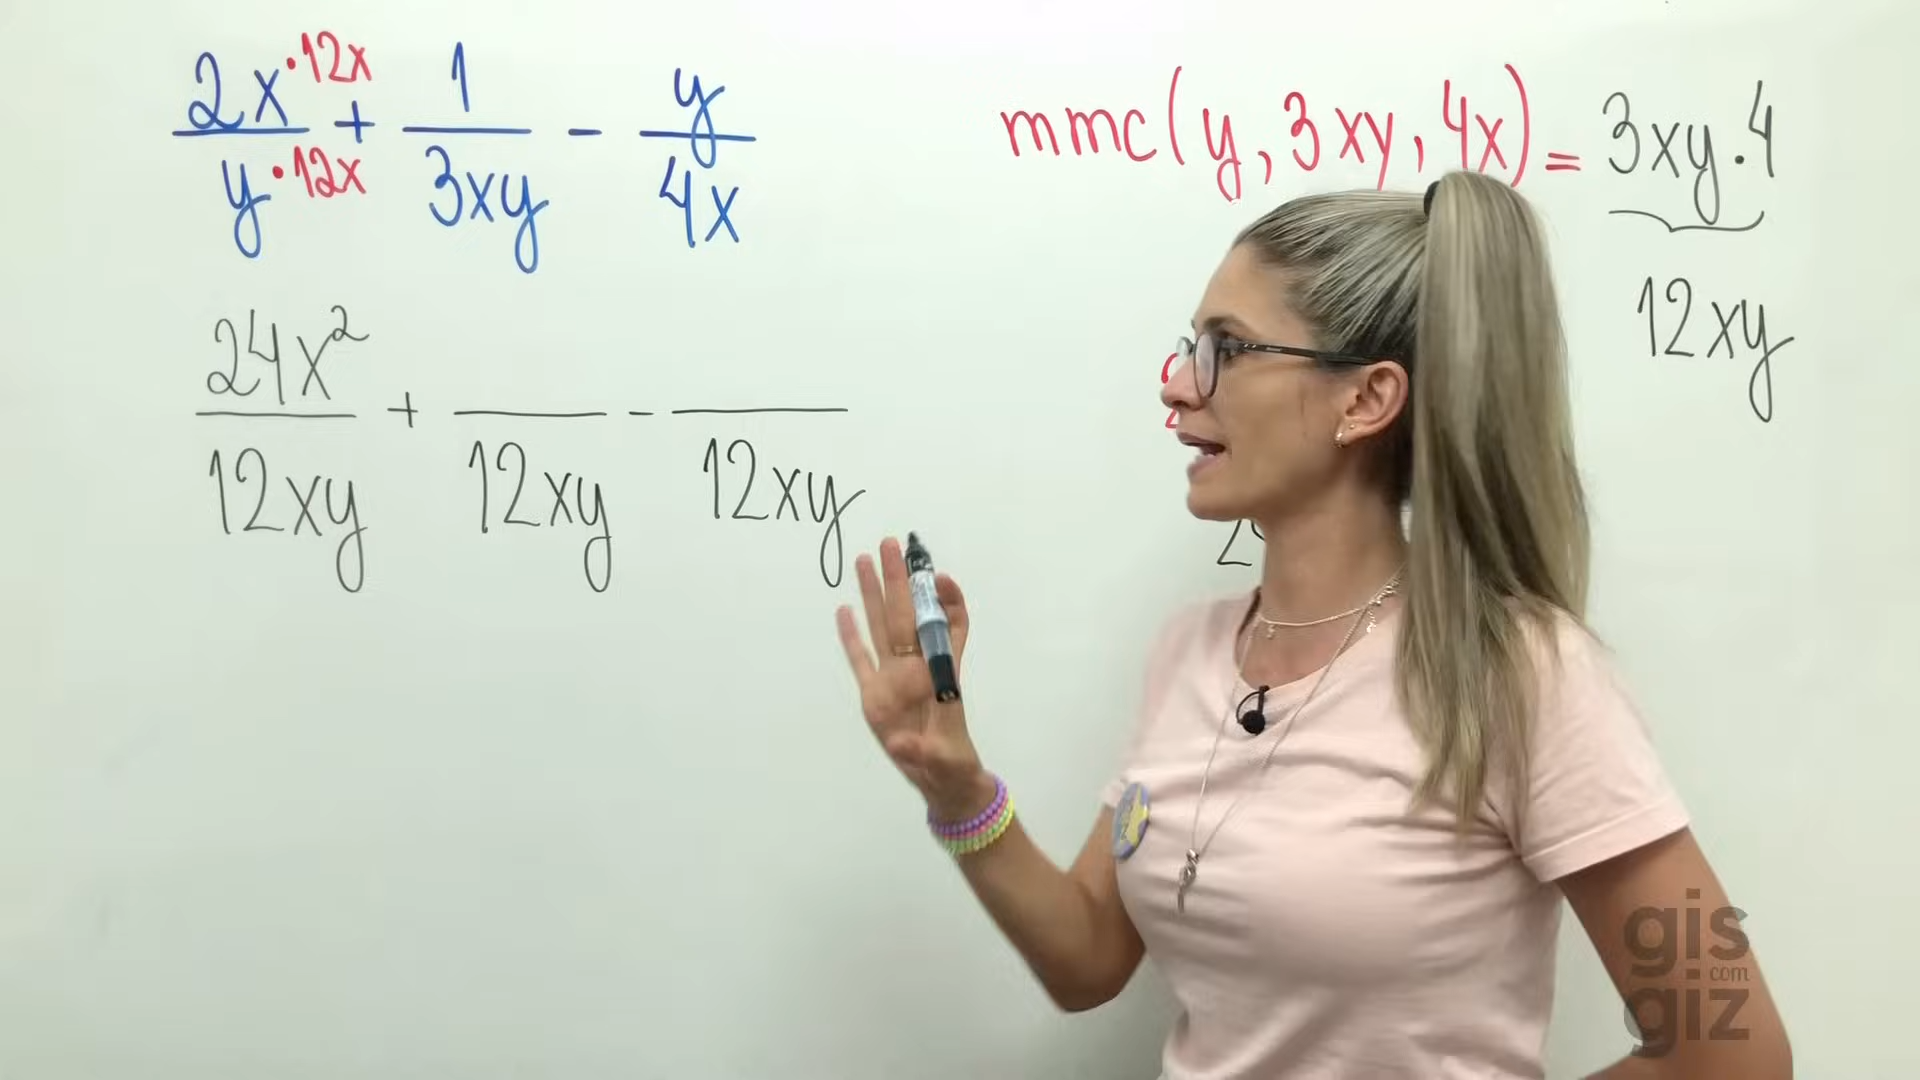 2x·12x/y·12x + 1/3xy - y/4x
mmc(y, 3xy, 4x) = 3xy.4
12xy
24x²/12xy + /12xy - /12xy
gis
com
giz